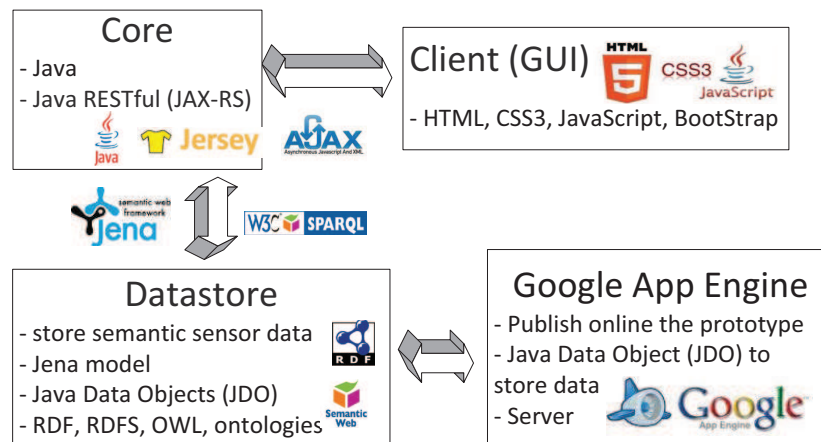 Core
- Java
- Java RESTful (JAX-RS)
Java
Jersey
AJAX
Asynchronous Javascript And XML
Client (GUI)
HTML
5
CSS3
JavaScript
- HTML, CSS3, JavaScript, BootStrap
semantic web
framework
Jena
W3C SPARQL
Datastore
- store semantic sensor data
- Jena model
- Java Data Objects (JDO)
- RDF, RDFS, OWL, ontologies
RDF
Semantic
Web
Google App Engine
- Publish online the prototype
- Java Data Object (JDO) to
store data
- Server
Google
App Engine